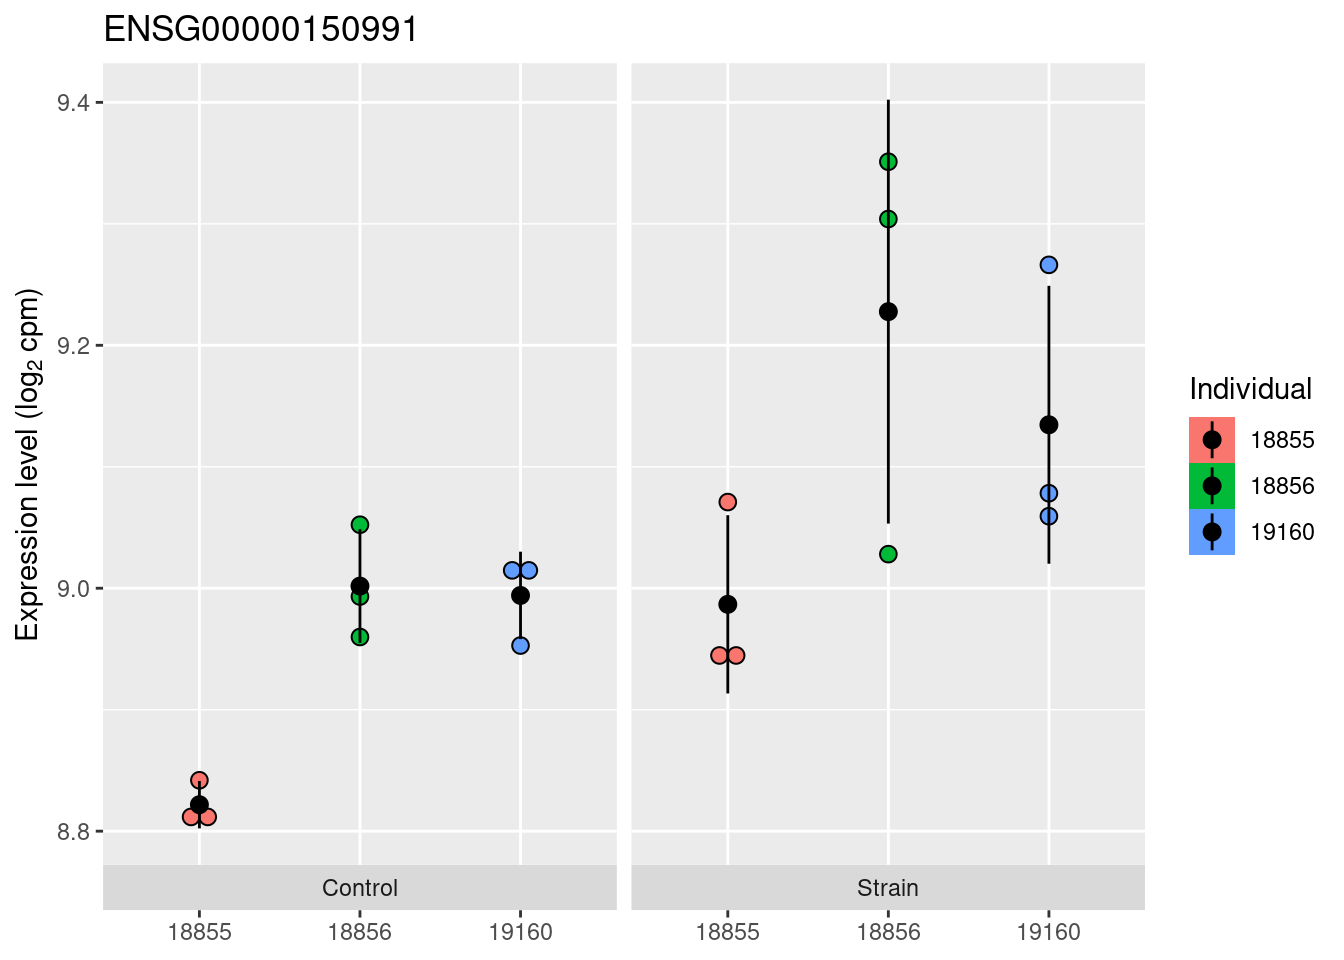 ENSG00000150991
Expression level (log₂ cpm)
9.4
9.2
9.0
8.8
Control
Strain
18855
18856
19160
18855
18856
19160
Individual
18855
18856
19160